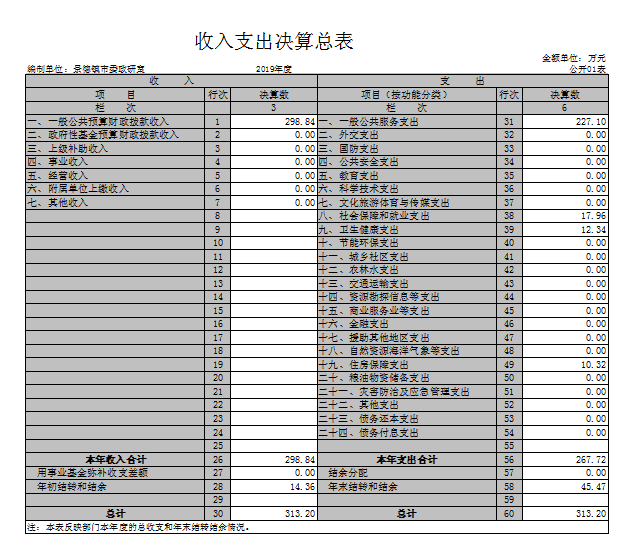 收入支出决算总表
金额单位：万元
编制单位：景德镇市委政研室 2019年度 公开01表
收 入 支 出
项 目 行次 决算数 项目（按功能分类） 行次 决算数
栏 次 3 栏 次 6
一、一般公共预算财政拨款收入 1 298.84 一、一般公共服务支出 31 227.10
二、政府性基金预算财政拨款收入 2 0.00 二、外交支出 32 0.00
三、上级补助收入 3 0.00 三、国防支出 33 0.00
四、事业收入 4 0.00 四、公共安全支出 34 0.00
五、经营收入 5 0.00 五、教育支出 35 0.00
六、附属单位上缴收入 6 0.00 六、科学技术支出 36 0.00
七、其他收入 7 0.00 七、文化旅游体育与传媒支出 37 0.00
8 八、社会保障和就业支出 38 17.96
9 九、卫生健康支出 39 12.34
10 十、节能环保支出 40 0.00
11 十一、城乡社区支出 41 0.00
12 十二、农林水支出 42 0.00
13 十三、交通运输支出 43 0.00
14 十四、资源勘探信息等支出 44 0.00
15 十五、商业服务业等支出 45 0.00
16 十六、金融支出 46 0.00
17 十七、援助其他地区支出 47 0.00
18 十八、自然资源海洋气象等支出 48 0.00
19 十九、住房保障支出 49 10.32
20 二十、粮油物资储备支出 50 0.00
21 二十一、灾害防治及应急管理支出 51 0.00
22 二十二、其他支出 52 0.00
23 二十三、债务还本支出 53 0.00
24 二十四、债务付息支出 54 0.00
25 55
本年收入合计 26 298.84 本年支出合计 56 267.72
用事业基金弥补收支差额 27 0.00 结余分配 57 0.00
年初结转和结余 28 14.36 年末结转和结余 58 45.47
29 59
总计 30 313.20 总计 60 313.20
注：本表反映部门本年度的总收支和年末结转结余情况。